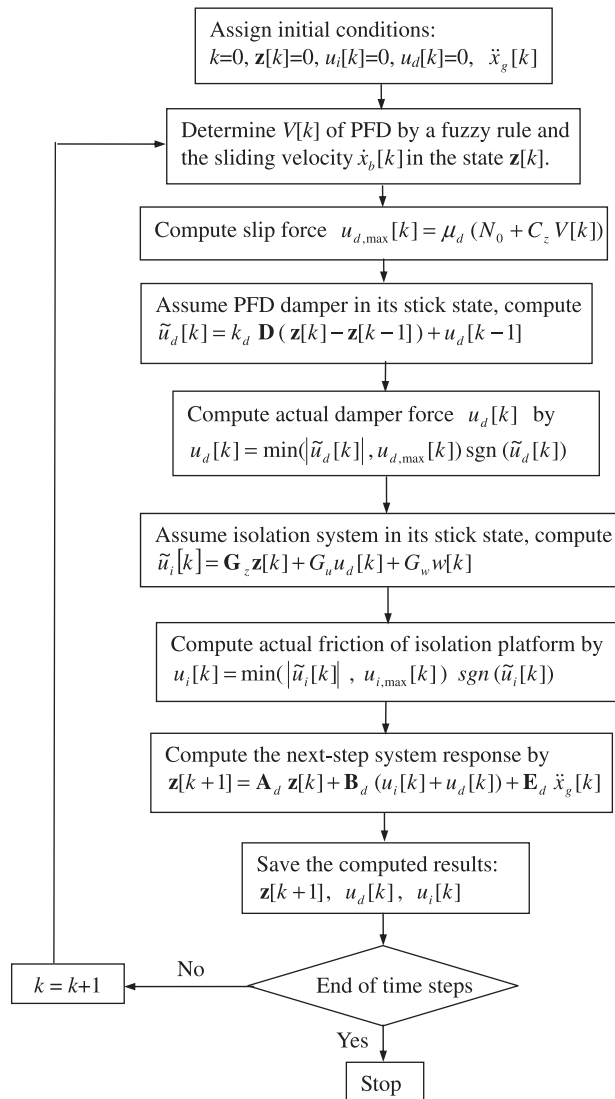 Assign initial conditions:
k=0, z[k]=0, u_i[k]=0, u_d[k]=0, ẍ_g[k]
Determine V[k] of PFD by a fuzzy rule and
the sliding velocity ẋ_b[k] in the state z[k].
Compute slip force u_{d,max}[k] = μ_d (N_0 + C_z V[k])
Assume PFD damper in its stick state, compute
ũ_d[k] = k_d D ( z[k] − z[k−1]) + u_d[k−1]
Compute actual damper force u_d[k] by
u_d[k] = min(|ũ_d[k]|, u_{d,max}[k]) sgn (ũ_d[k])
Assume isolation system in its stick state, compute
ũ_i[k] = G_z z[k] + G_u u_d[k] + G_w w[k]
Compute actual friction of isolation platform by
u_i[k] = min(|ũ_i[k]| , u_{i,max}[k]) sgn (ũ_i[k])
Compute the next-step system response by
z[k+1] = A_d z[k] + B_d (u_i[k] + u_d[k]) + E_d ẍ_g[k]
Save the computed results:
z[k+1], u_d[k], u_i[k]
End of time steps
No
k = k+1
Yes
Stop